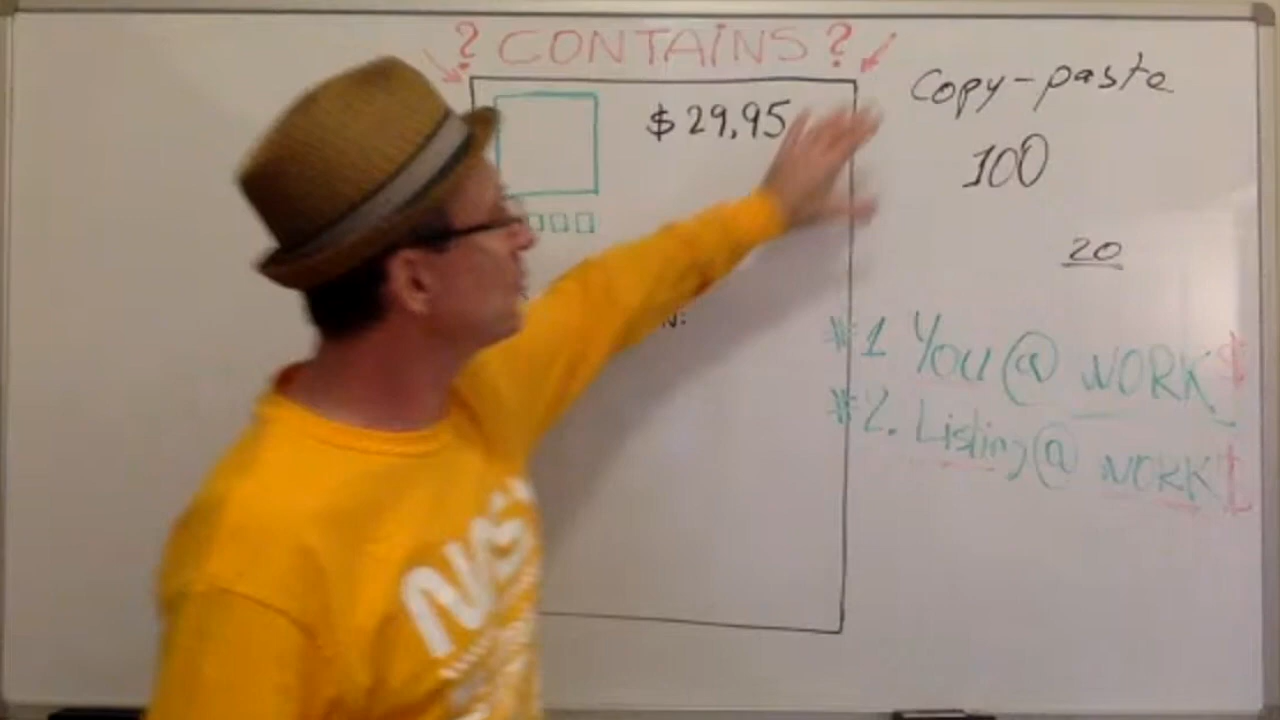 ? CONTAINS ?
$ 29,95
Copy-paste
100
20
#1 You @ WORK $
#2. Listing @ WORK